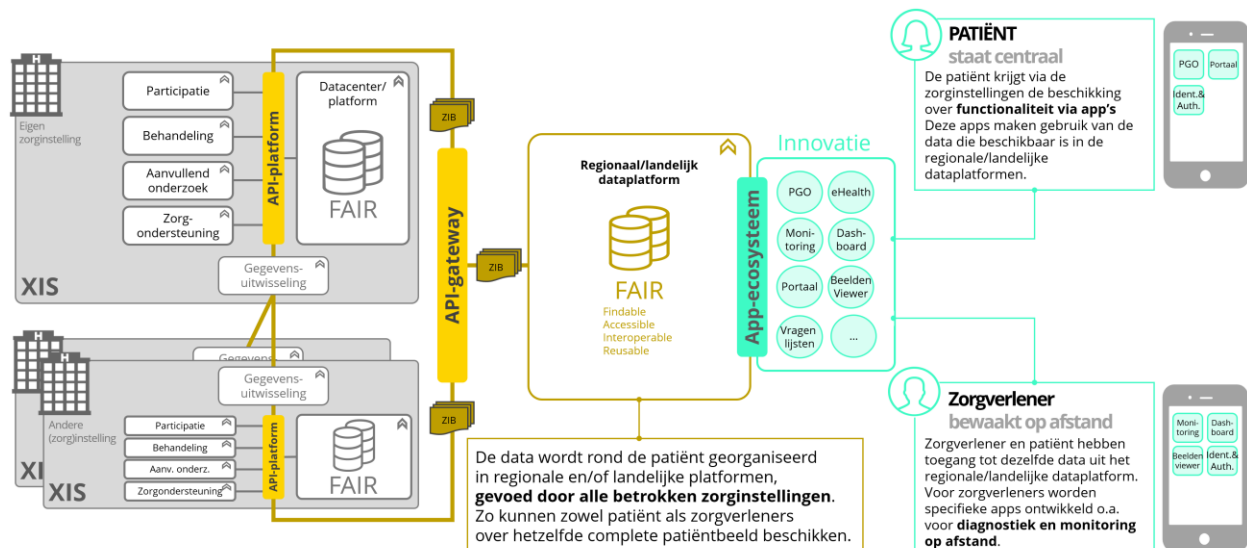 H
Eigen
zorginstelling
Participatie
Behandeling
Aanvullend
onderzoek
Zorg-
ondersteuning
API-platform
Datacenter/
platform
FAIR
Gegevens-
uitwisseling
XIS
H
H
Gegevens-
Gegevens-
uitwisseling
Andere
(zorg)instelling
Participatie
Behandeling
Aanv. onderz.
Zorgondersteuning
API-platform
FAIR
XI
XIS
ZIB
API-gateway
ZIB
ZIB
Regionaal/landelijk
dataplatform
FAIR
Findable
Accessible
Interoperable
Reusable
De data wordt rond de patiënt georganiseerd
in regionale en/of landelijke platformen,
gevoed door alle betrokken zorginstellingen.
Zo kunnen zowel patiënt als zorgverleners
over hetzelfde complete patiëntbeeld beschikken.
Innovatie
App-ecosysteem
PGO
eHealth
Moni-
toring
Dash-
board
Portaal
Beelden
Viewer
Vragen
lijsten
...
PATIËNT
staat centraal
De patiënt krijgt via de
zorginstellingen de beschikking
over functionaliteit via app's
Deze apps maken gebruik van de
data die beschikbaar is in de
regionale/landelijke
dataplatformen.
PGO
Portaal
Ident.&
Auth.
Zorgverlener
bewaakt op afstand
Zorgverlener en patiënt hebben
toegang tot dezelfde data uit het
regionale/landelijke dataplatform.
Voor zorgverleners worden
specifieke apps ontwikkeld o.a.
voor diagnostiek en monitoring
op afstand.
Moni-
toring
Dash-
board
Beelden
viewer
Ident.&
Auth.